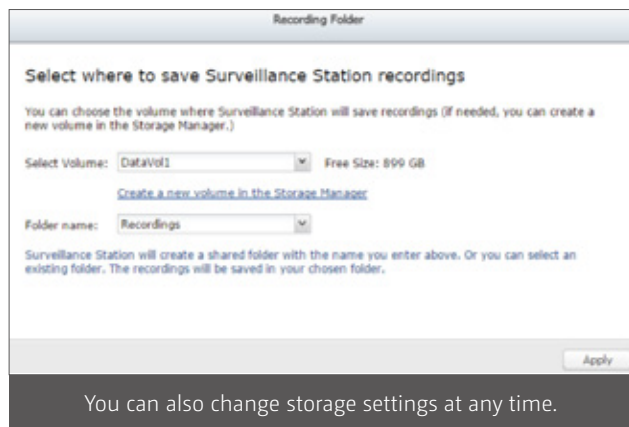 Recording Folder
Select where to save Surveillance Station recordings
You can choose the volume where Surveillance Station will save recordings (if needed, you can create a
new volume in the Storage Manager.)
Select Volume: DataVol1 Free Size: 899 GB
Create a new volume in the Storage Manager
Folder name: Recordings
Surveillance Station will create a shared folder with the name you enter above. Or you can select an
existing folder. The recordings will be saved in your chosen folder.
Apply
You can also change storage settings at any time.